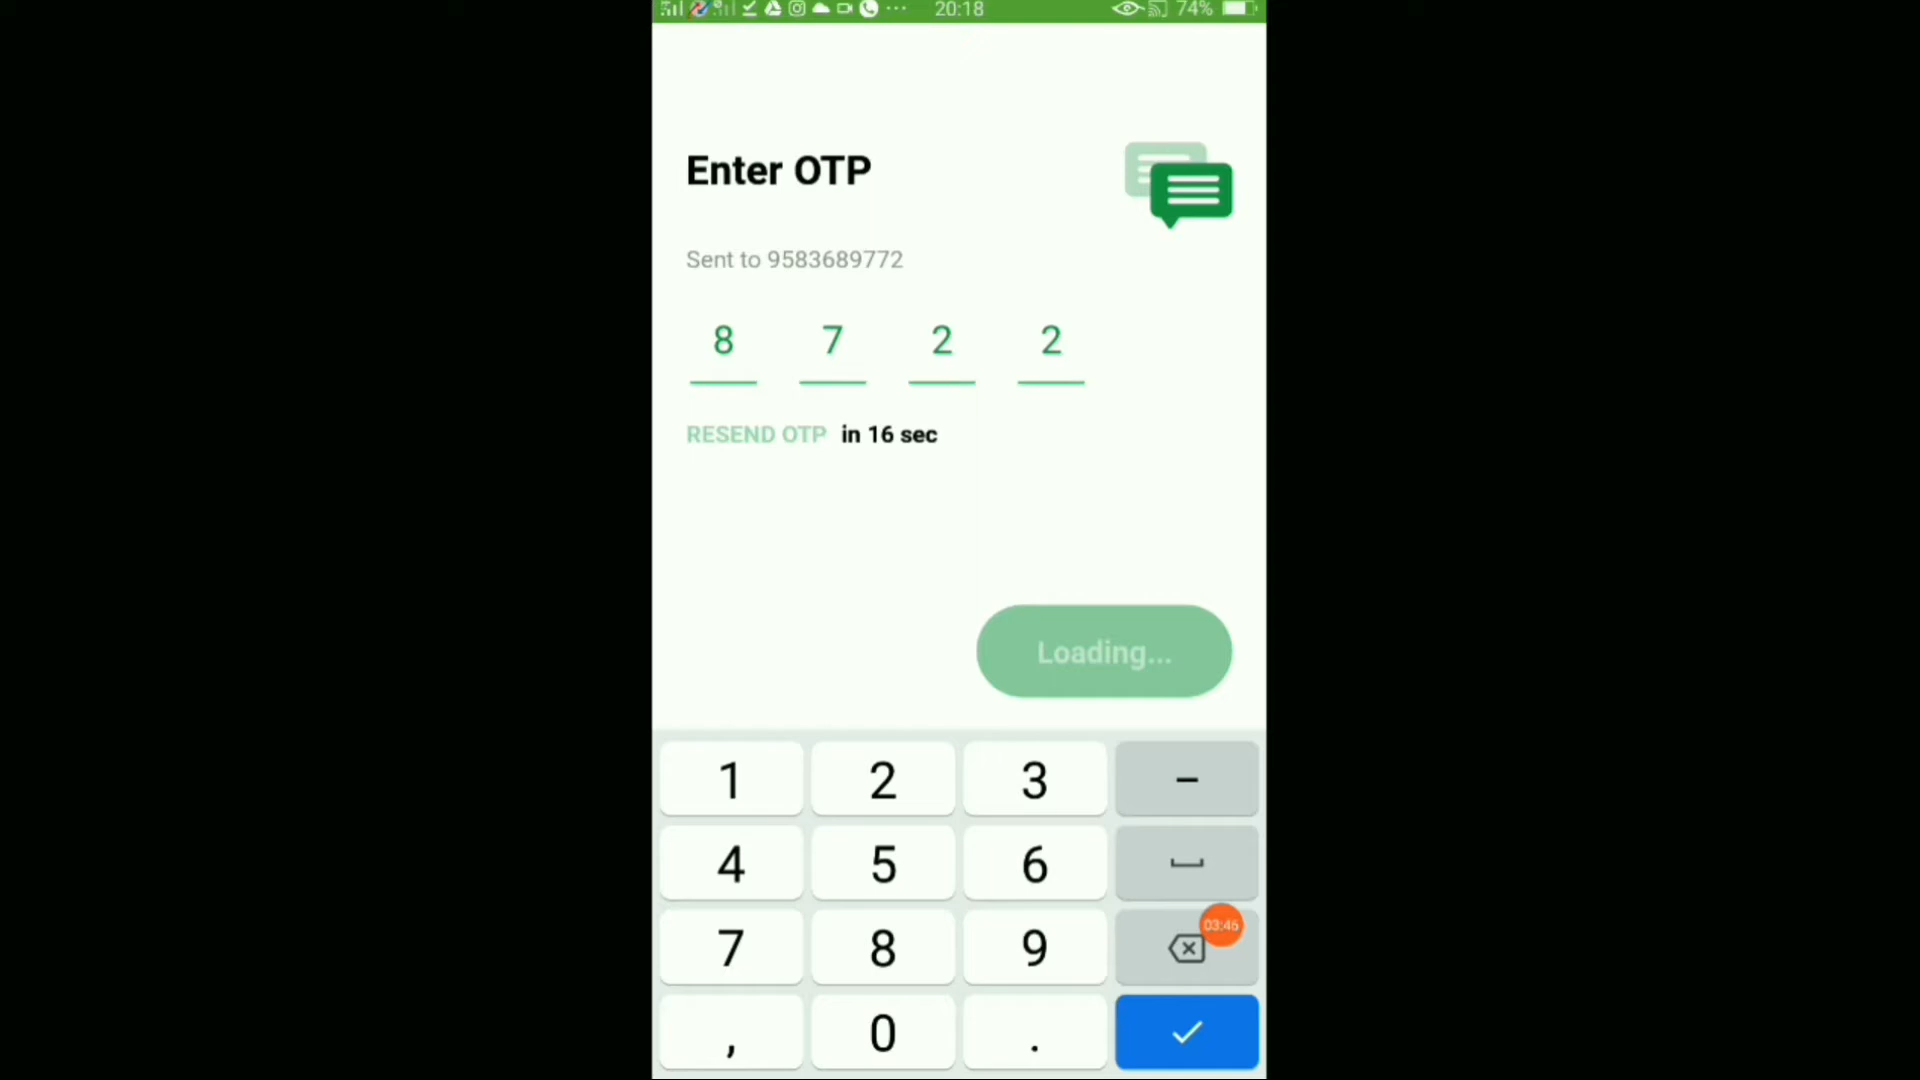 20:18 74%
Enter OTP
Sent to 9583689772
8 7 2 2
RESEND OTP in 16 sec
Loading...
1 2 3 –
4 5 6
7 8 9
03:46
, 0 .